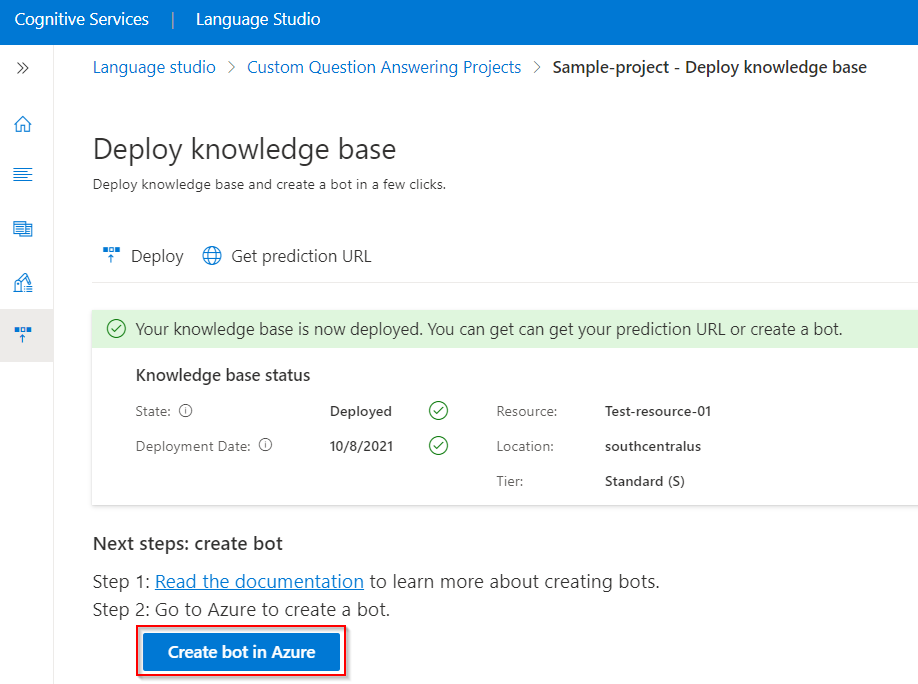 Cognitive Services | Language Studio
Language studio > Custom Question Answering Projects > Sample-project - Deploy knowledge base
Deploy knowledge base
Deploy knowledge base and create a bot in a few clicks.
Deploy Get prediction URL
Your knowledge base is now deployed. You can get can get your prediction URL or create a bot.
Knowledge base status
State: Deployed Resource: Test-resource-01
Deployment Date: 10/8/2021 Location: southcentralus
Tier: Standard (S)
Next steps: create bot
Step 1: Read the documentation to learn more about creating bots.
Step 2: Go to Azure to create a bot.
Create bot in Azure